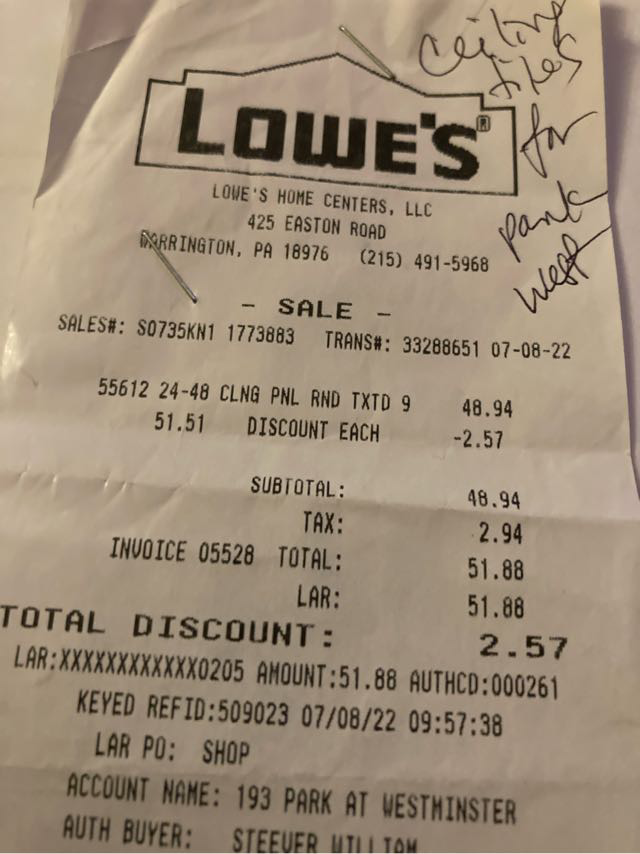 Ceiling
tiles
for
park
west
LOWE'S®
LOWE'S HOME CENTERS, LLC
425 EASTON ROAD
WARRINGTON, PA 18976 (215) 491-5968
- SALE -
SALES#: S0735KN1 1773883 TRANS#: 33288651 07-08-22
55612 24-48 CLNG PNL RND TXTD 9 48.94
51.51 DISCOUNT EACH -2.57
SUBTOTAL: 48.94
TAX: 2.94
INVOICE 05528 TOTAL: 51.88
LAR: 51.88
TOTAL DISCOUNT: 2.57
LAR:XXXXXXXXXXXX0205 AMOUNT:51.88 AUTHCD:000261
KEYED REFID:509023 07/08/22 09:57:38
LAR PO: SHOP
ACCOUNT NAME: 193 PARK AT WESTMINSTER
AUTH BUYER: STEEVER WILLIAM